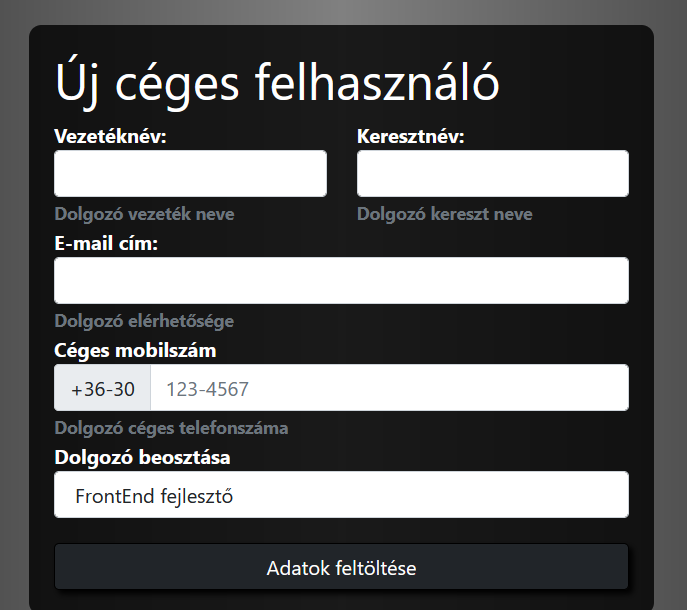 Új céges felhasználó
Vezetéknév: Keresztnév:
Dolgozó vezeték neve Dolgozó kereszt neve
E-mail cím:
Dolgozó elérhetősége
Céges mobilszám
+36-30 123-4567
Dolgozó céges telefonszáma
Dolgozó beosztása
FrontEnd fejlesztő
Adatok feltöltése